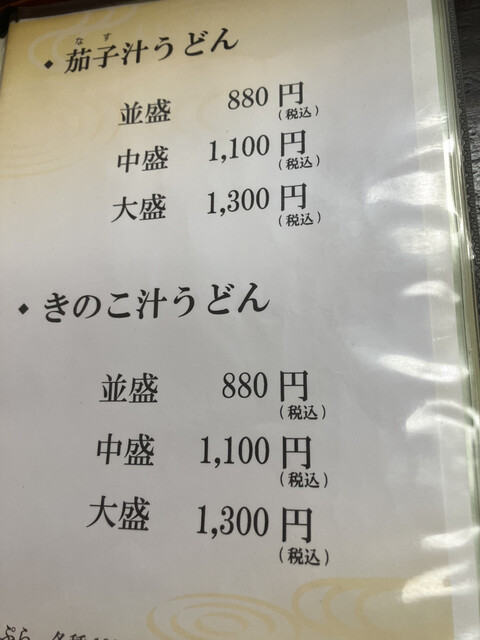 なす
◆茄子汁うどん
並盛 880円
(税込)
中盛 1,100円
(税込)
大盛 1,300円
(税込)
◆きのこ汁うどん
並盛 880円
(税込)
中盛 1,100円
(税込)
大盛 1,300円
(税込)
ぷら